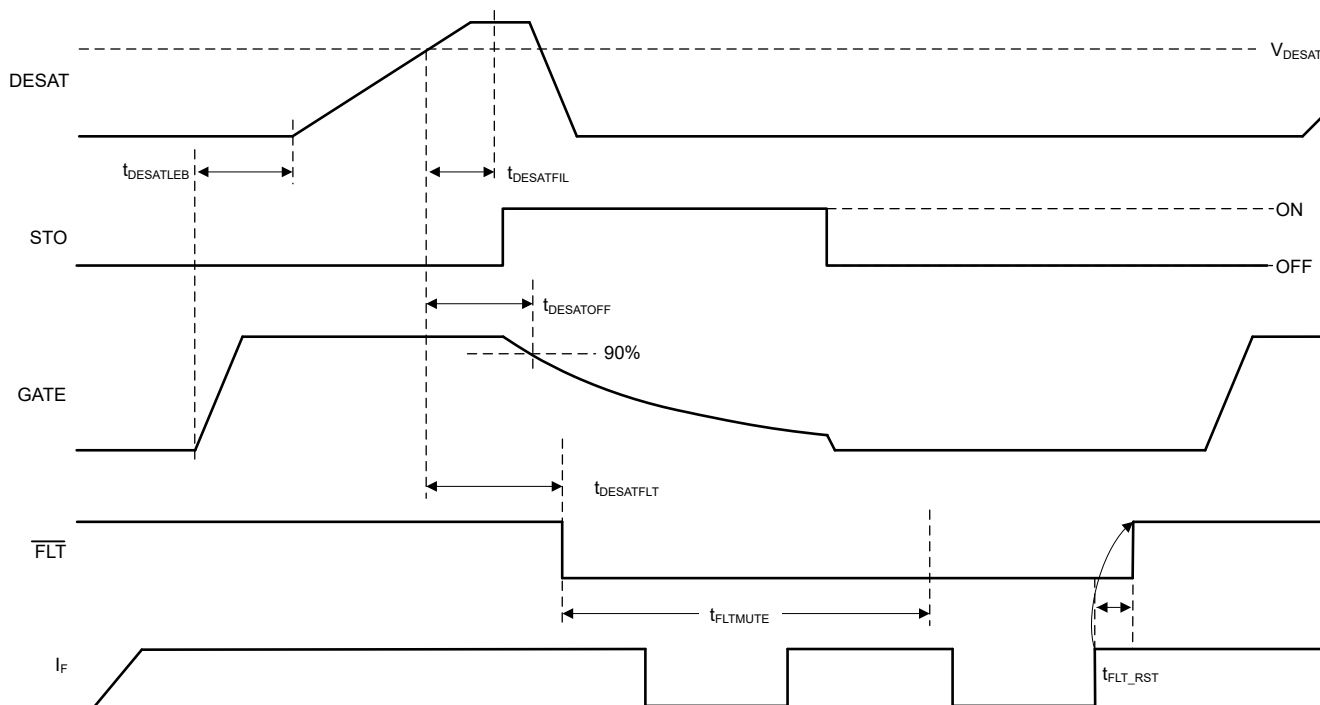 V_DESAT
DESAT
t_DESATLEB
t_DESATFIL
ON
STO
OFF
t_DESATOFF
90%
GATE
t_DESATFLT
FLT
t_FLTMUTE
I_F
t_FLT_RST